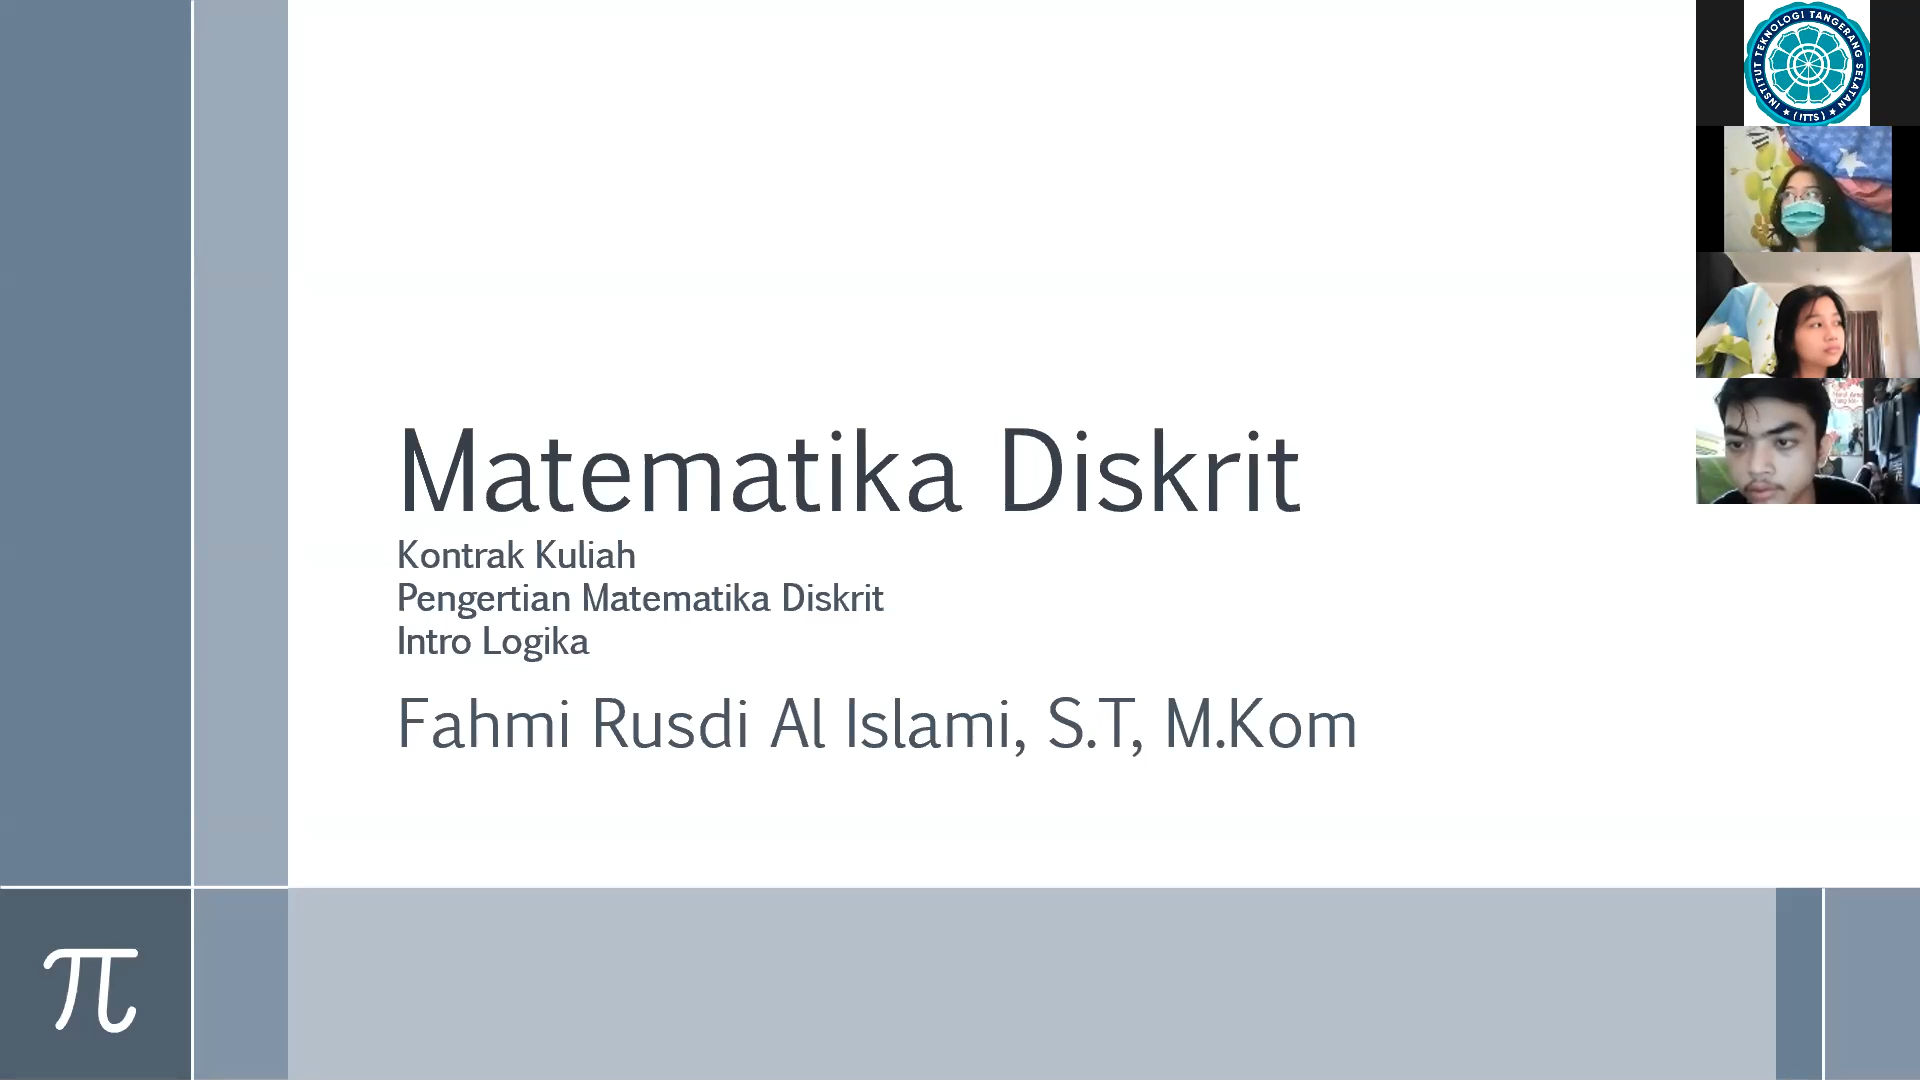 INSTITUT TEKNOLOGI TANGERANG SELATAN
( ITTS )
Matematika Diskrit
Kontrak Kuliah
Pengertian Matematika Diskrit
Intro Logika
Fahmi Rusdi Al Islami, S.T, M.Kom
π